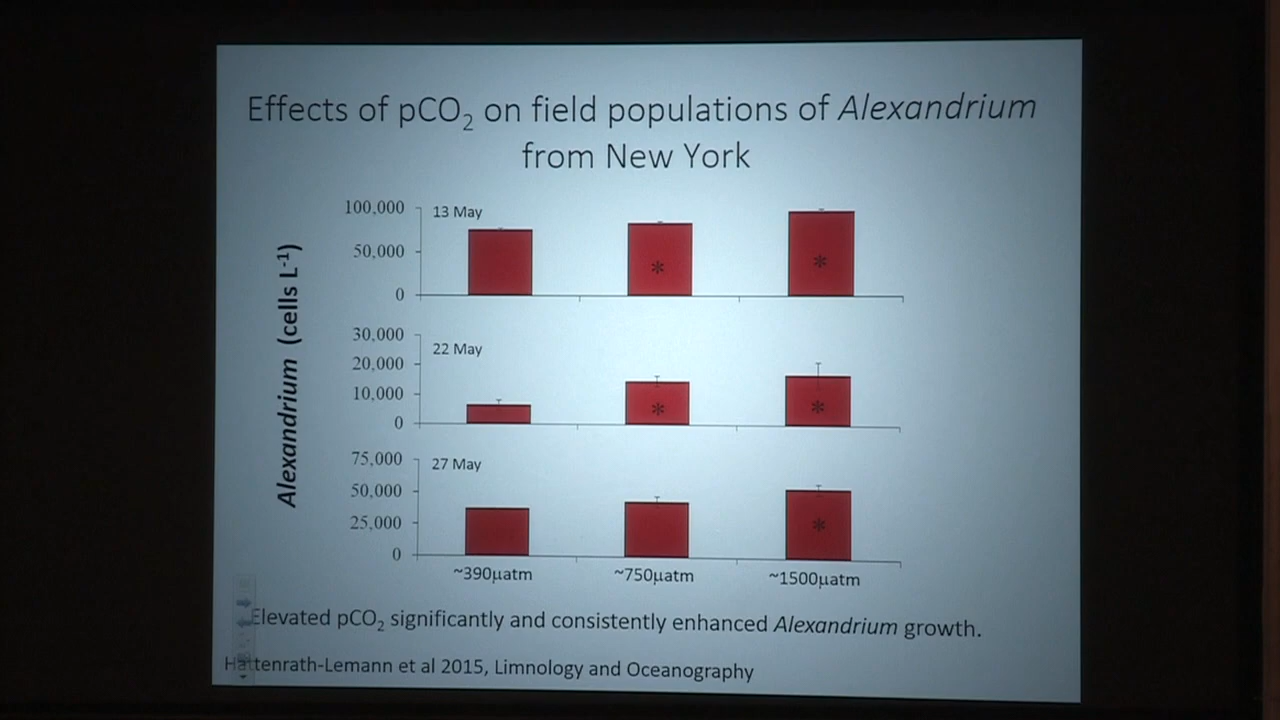 Effects of pCO₂ on field populations of Alexandrium
from New York
Alexandrium (cells L⁻¹)
100,000
50,000
0
13 May
*
*
30,000
20,000
10,000
0
22 May
*
*
75,000
50,000
25,000
0
27 May
*
~390µatm
~750µatm
~1500µatm
Elevated pCO₂ significantly and consistently enhanced Alexandrium growth.
Hattenrath-Lemann et al 2015, Limnology and Oceanography